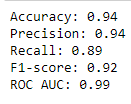 Accuracy: 0.94
Precision: 0.94
Recall: 0.89
F1-score: 0.92
ROC AUC: 0.99